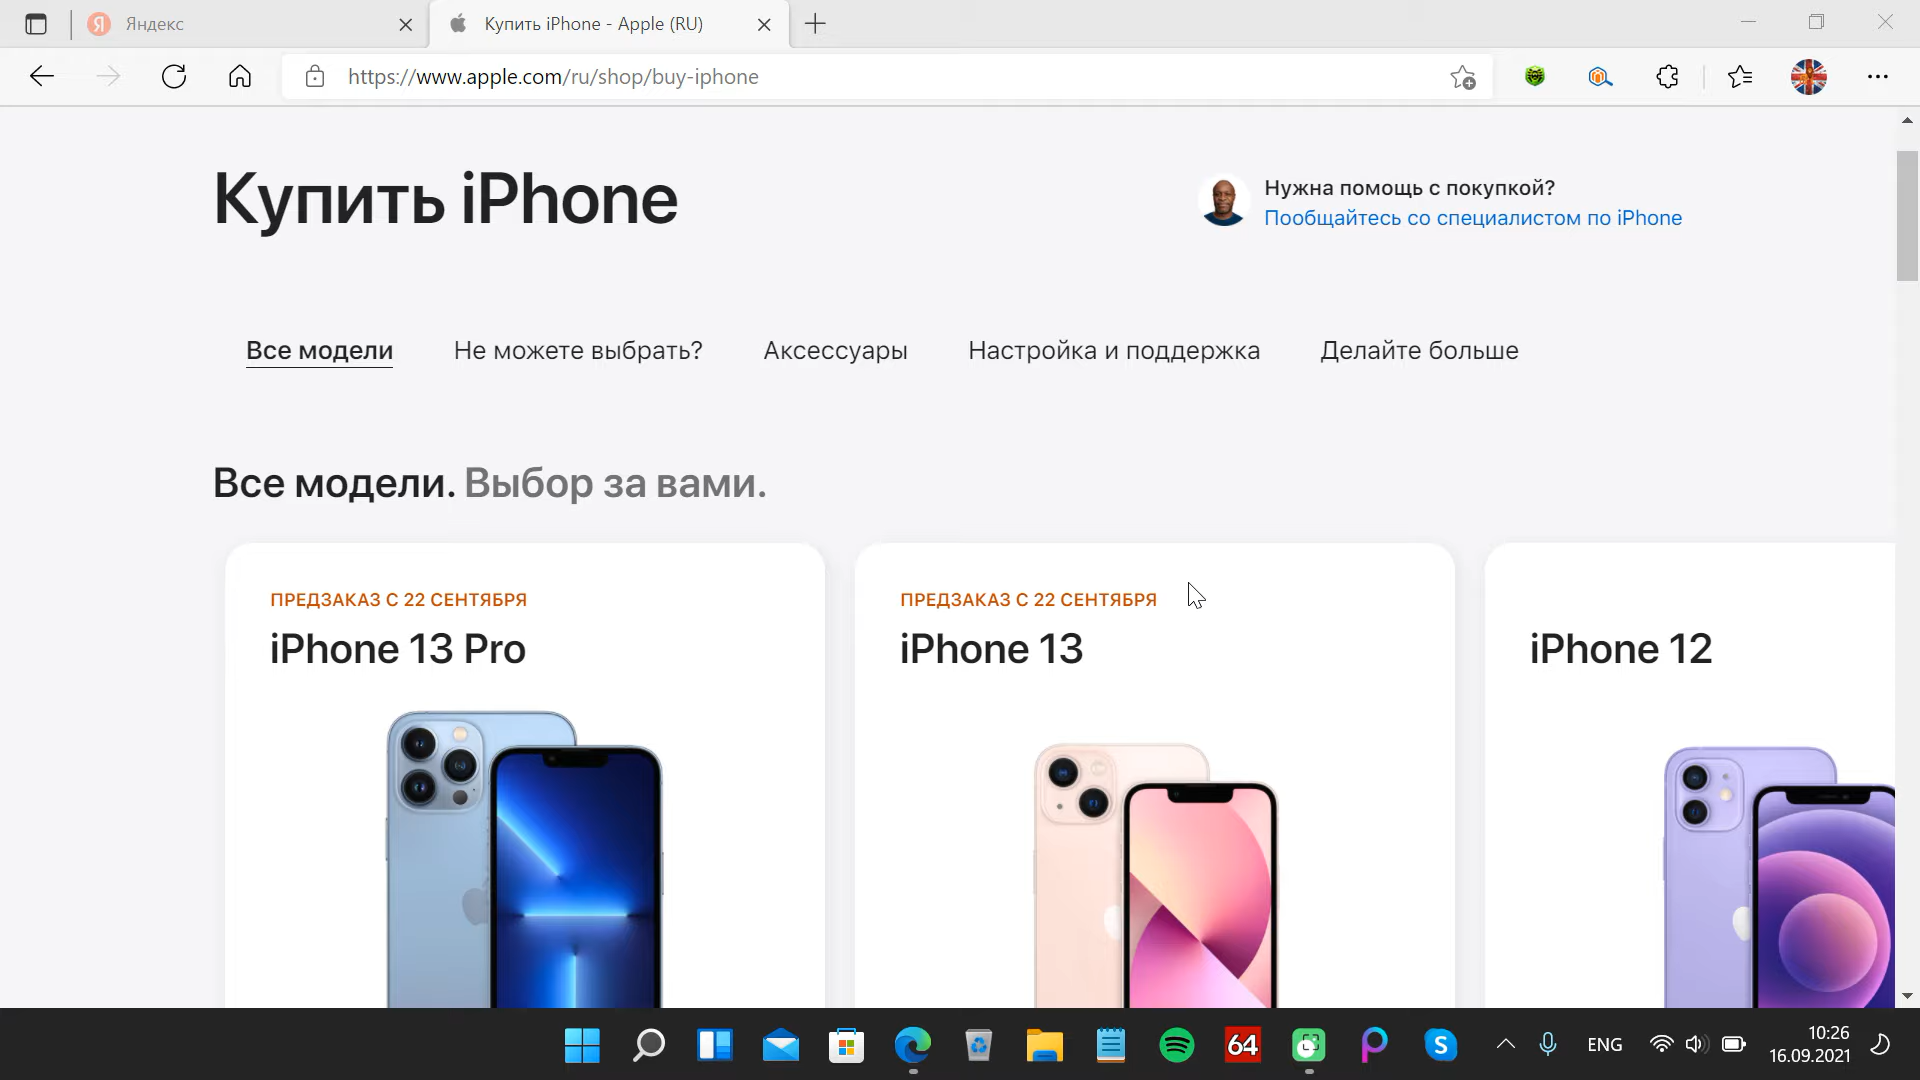 Яндекс
Купить iPhone - Apple (RU)
https://www.apple.com/ru/shop/buy-iphone
Купить iPhone
Нужна помощь с покупкой?
Пообщайтесь со специалистом по iPhone
Все модели
Не можете выбрать?
Аксессуары
Настройка и поддержка
Делайте больше
Все модели. Выбор за вами.
ПРЕДЗАКАЗ С 22 СЕНТЯБРЯ
iPhone 13 Pro
ПРЕДЗАКАЗ С 22 СЕНТЯБРЯ
iPhone 13
iPhone 12
64
ENG
10:26
16.09.2021